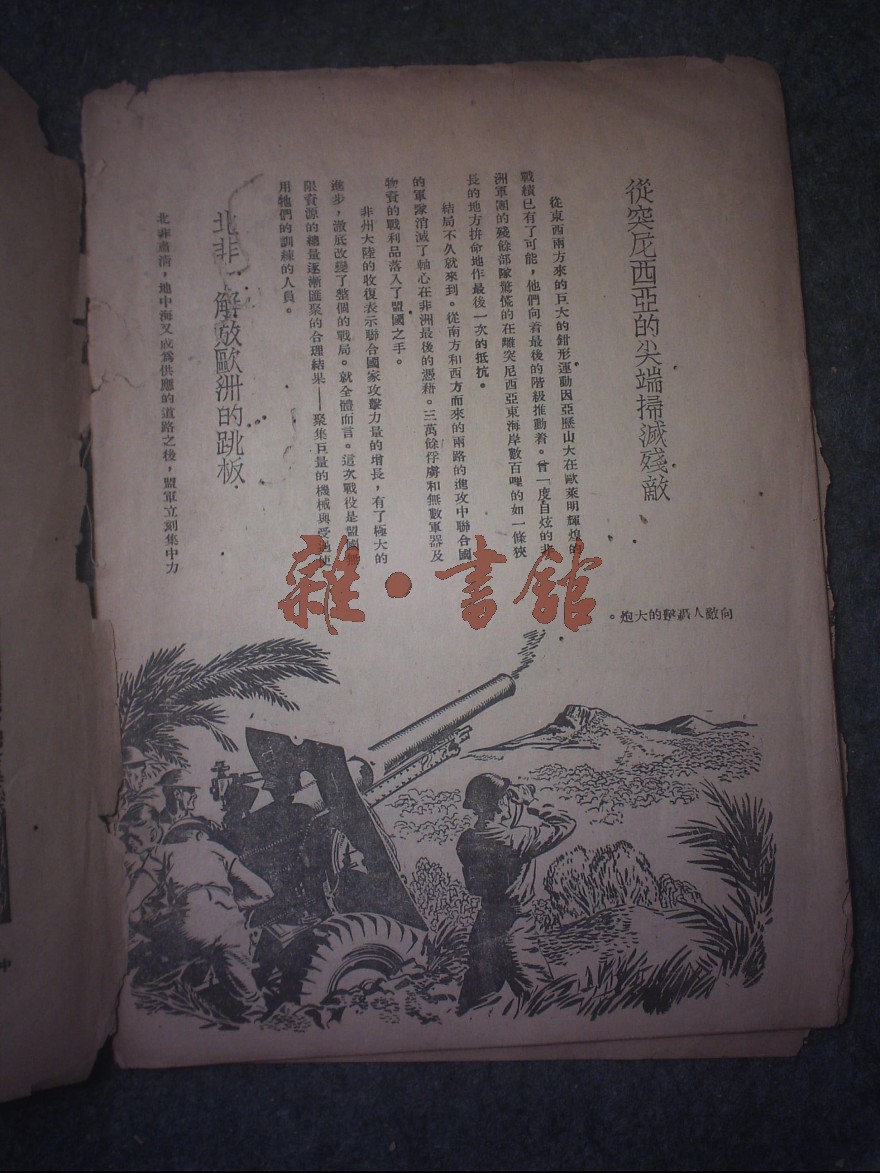 從突尼西亞的尖端掃滅殘敵
從東西兩方來的巨大的鉗形運動因亞歷山大在歐萊明輝煌的
戰績已有了可能，他們向着最後的階級推動着。曾一度自炫的非
洲軍團的殘餘部隊驚慌的在離突尼西亞東海岸數百哩的如一條狹
長的地方拚命地作最後一次的抵抗。
結局不久就來到。從南方和西方而來的兩路的進攻中聯合國
的軍隊消滅了軸心在非洲最後的憑藉。三萬餘俘虜和無數軍器及
物資的戰利品落入了盟國之手。
非州大陸的收復表示聯合國家攻擊力量的增長，有了極大的
進步，澈底改變了整個的戰局。就全體而言。這次戰役是盟國
限資源的總量逐漸匯聚的合理結果——聚集巨量的機械與受過使
用牠們的訓練的人員。
北非 解放歐洲的跳板
北非肅清，地中海又成爲供應的道路之後，盟軍立刻集中力
向敵人轟擊的大炮。
雜·書館
中